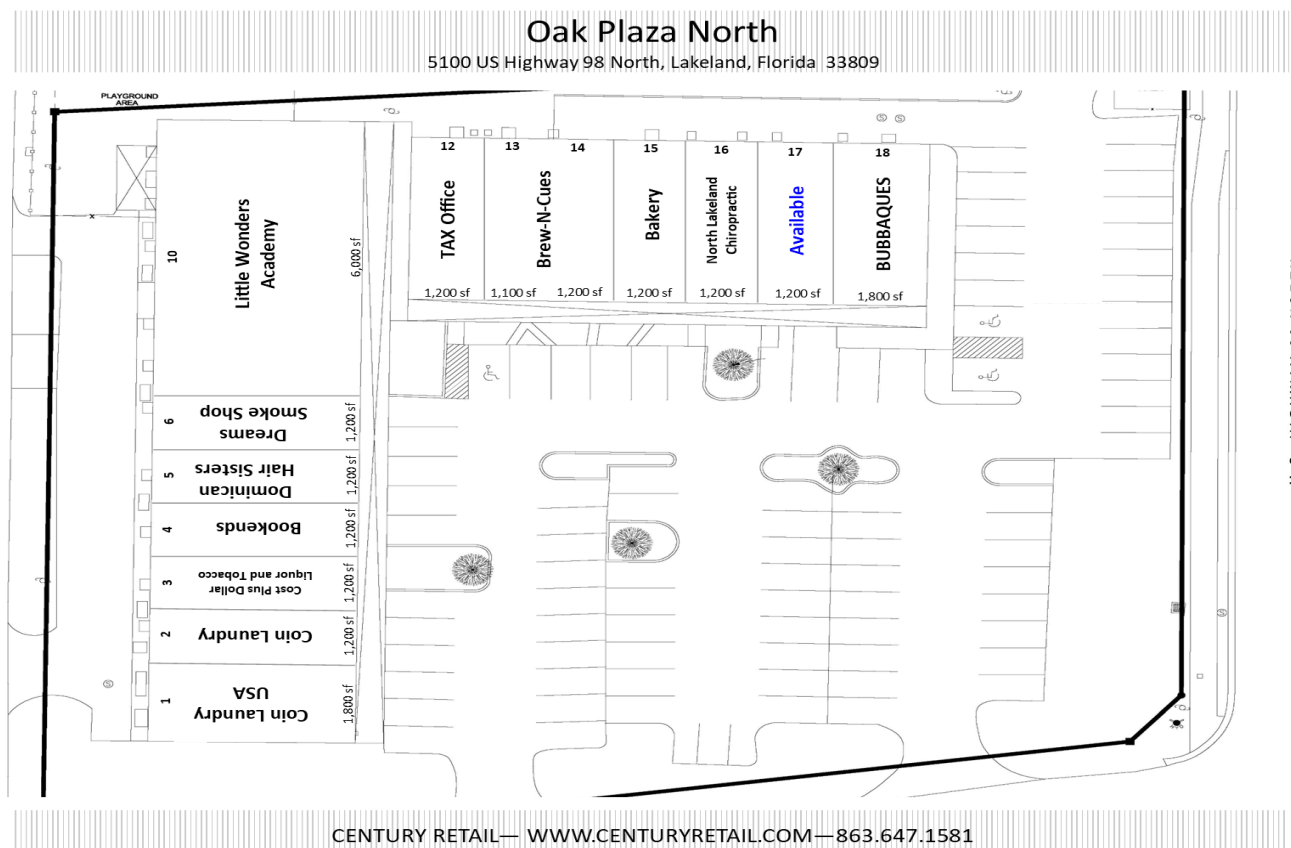 Oak Plaza North
5100 US Highway 98 North, Lakeland, Florida 33809
PLAYGROUND
AREA
10
Little Wonders
Academy
6,000 sf
12
TAX Office
1,200 sf
13
14
Brew-N-Cues
1,100 sf
1,200 sf
15
Bakery
1,200 sf
16
North Lakeland
Chiropractic
1,200 sf
17
Available
1,200 sf
18
BUBBAQUES
1,800 sf
6
Dreams
Smoke Shop
1,200 sf
5
Dominican
Hair Sisters
1,200 sf
4
Bookends
1,200 sf
3
Cost Plus Dollar
Liquor and Tobacco
1,200 sf
2
Coin Laundry
1,200 sf
1
Coin Laundry
USA
1,800 sf
CENTURY RETAIL— WWW.CENTURYRETAIL.COM—863.647.1581